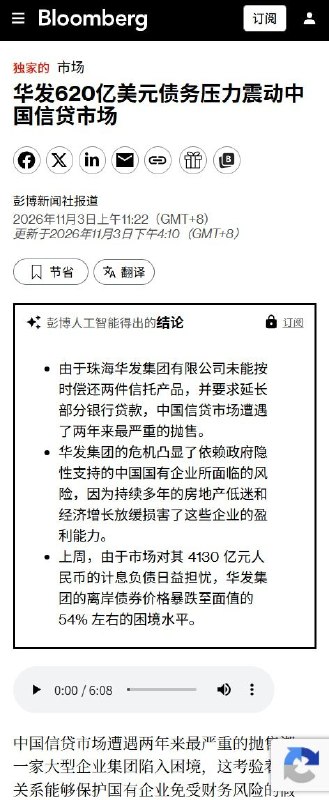 Bloomberg
订阅
独家的 市场
华发620亿美元债务压力震动中
国信贷市场
彭博新闻社报道
2026年11月3日上午11:22（GMT+8）
更新于2026年11月3日下午4:10（GMT+8）
节省
翻译
彭博人工智能得出的结论
订阅
由于珠海华发集团有限公司未能按
时偿还两件信托产品，并要求延长
部分银行贷款，中国信贷市场遭遇
了两年来最严重的抛售。
华发集团的危机凸显了依赖政府隐
性支持的中国国有企业所面临的风
险，因为持续多年的房地产低迷和
经济增长放缓损害了这些企业的盈
利能力。
上周，由于市场对其 4130 亿元人
民币的计息负债日益担忧，华发集
团的离岸债券价格暴跌至面值的
54% 左右的困境水平。
0:00 / 6:08
中国信贷市场遭遇两年来最严重的抛售潮
一家大型企业集团陷入困境，这考验着
关系能够保护国有企业免受财务风险的假